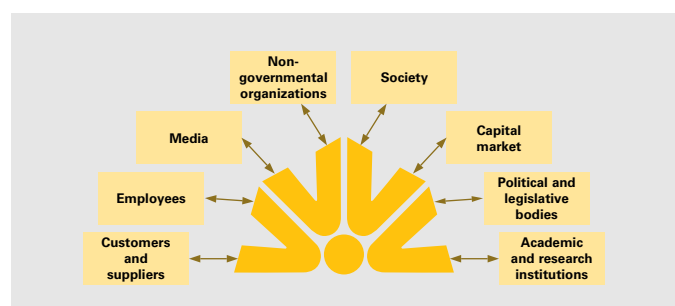 Non-
governmental
organizations
Society
Media
Capital
market
Employees
Political and
legislative
bodies
Customers
and
suppliers
Academic
and research
institutions